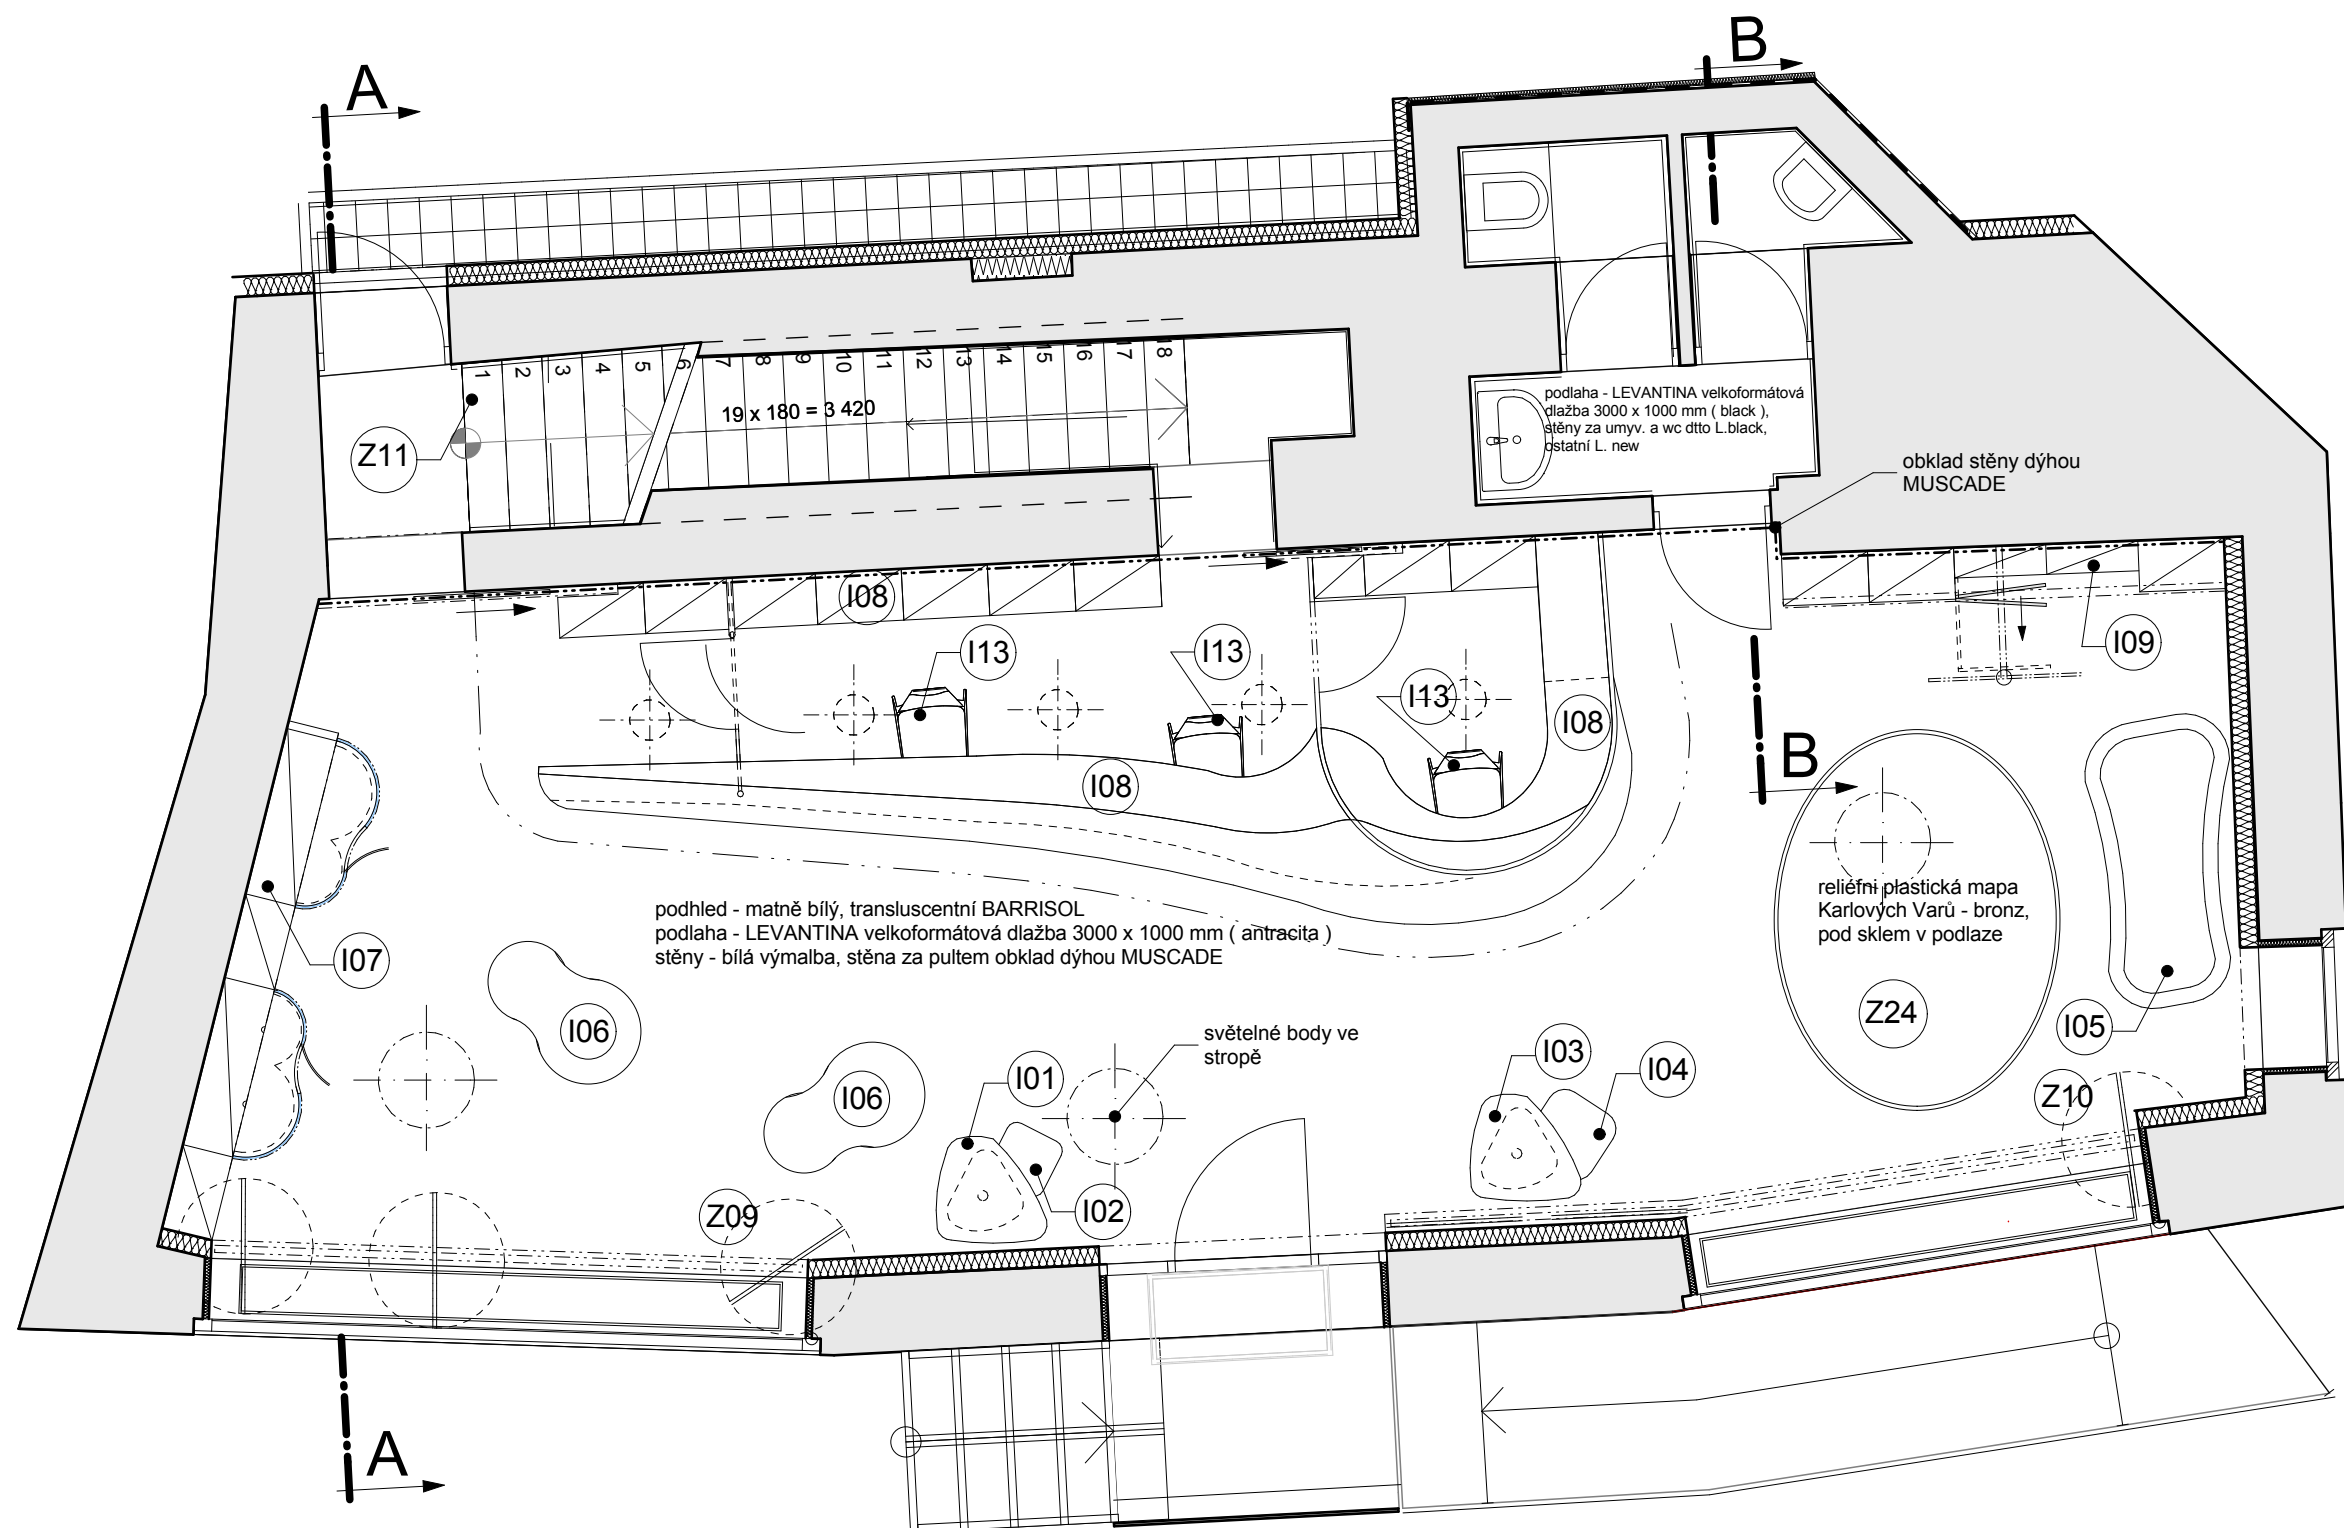 B
A
1
2
3
4
5
6
7
8
9
10
11
12
13
14
15
16
17
18
19 x 180 = 3 420
Z11
podlaha - LEVANTINA velkoformátová
dlažba 3000 x 1000 mm ( black ),
stěny za umyv. a wc dtto L.black,
ostatní L. new
obklad stěny dýhou
MUSCADE
I08
I13
I13
I13
I08
I09
I08
B
podhled - matně bílý, transluscentní BARRISOL
podlaha - LEVANTINA velkoformátová dlažba 3000 x 1000 mm ( antracita )
stěny - bílá výmalba, stěna za pultem obklad dýhou MUSCADE
reliéfní plastická mapa
Karlových Varů - bronz,
pod sklem v podlaze
I07
I06
Z24
I05
světelné body ve
stropě
I03
I04
I01
I06
Z10
I02
Z09
A